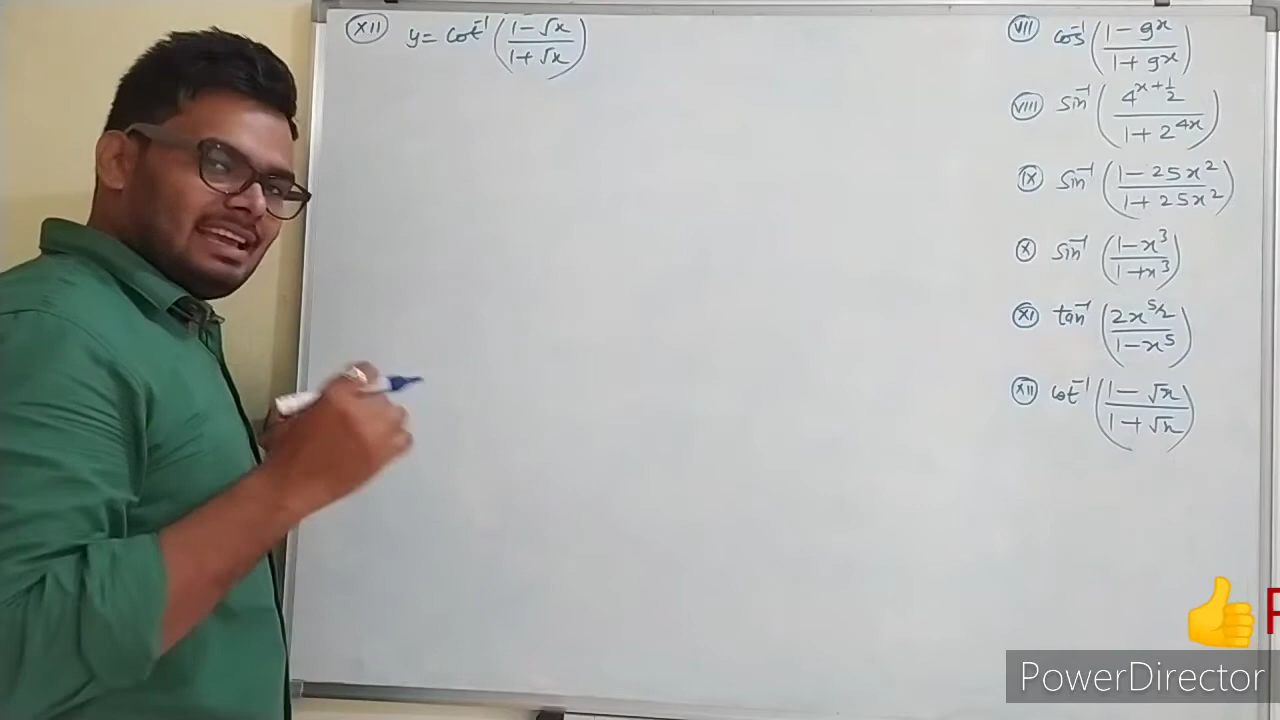 (XII) y = cot⁻¹ ((1 - √x)/(1 + √x))
(VII) cos⁻¹ ((1 - 9ˣ)/(1 + 9ˣ))
(VIII) sin⁻¹ (4^(x+1/2)/(1 + 2^(4x)))
(IX) sin⁻¹ ((1 - 25x²)/(1 + 25x²))
(X) sin⁻¹ ((1 - x³)/(1 + x³))
(XI) tan⁻¹ (2x^(5/2)/(1 - x⁵))
(XII) cot⁻¹ ((1 - √x)/(1 + √x))
PowerDirector